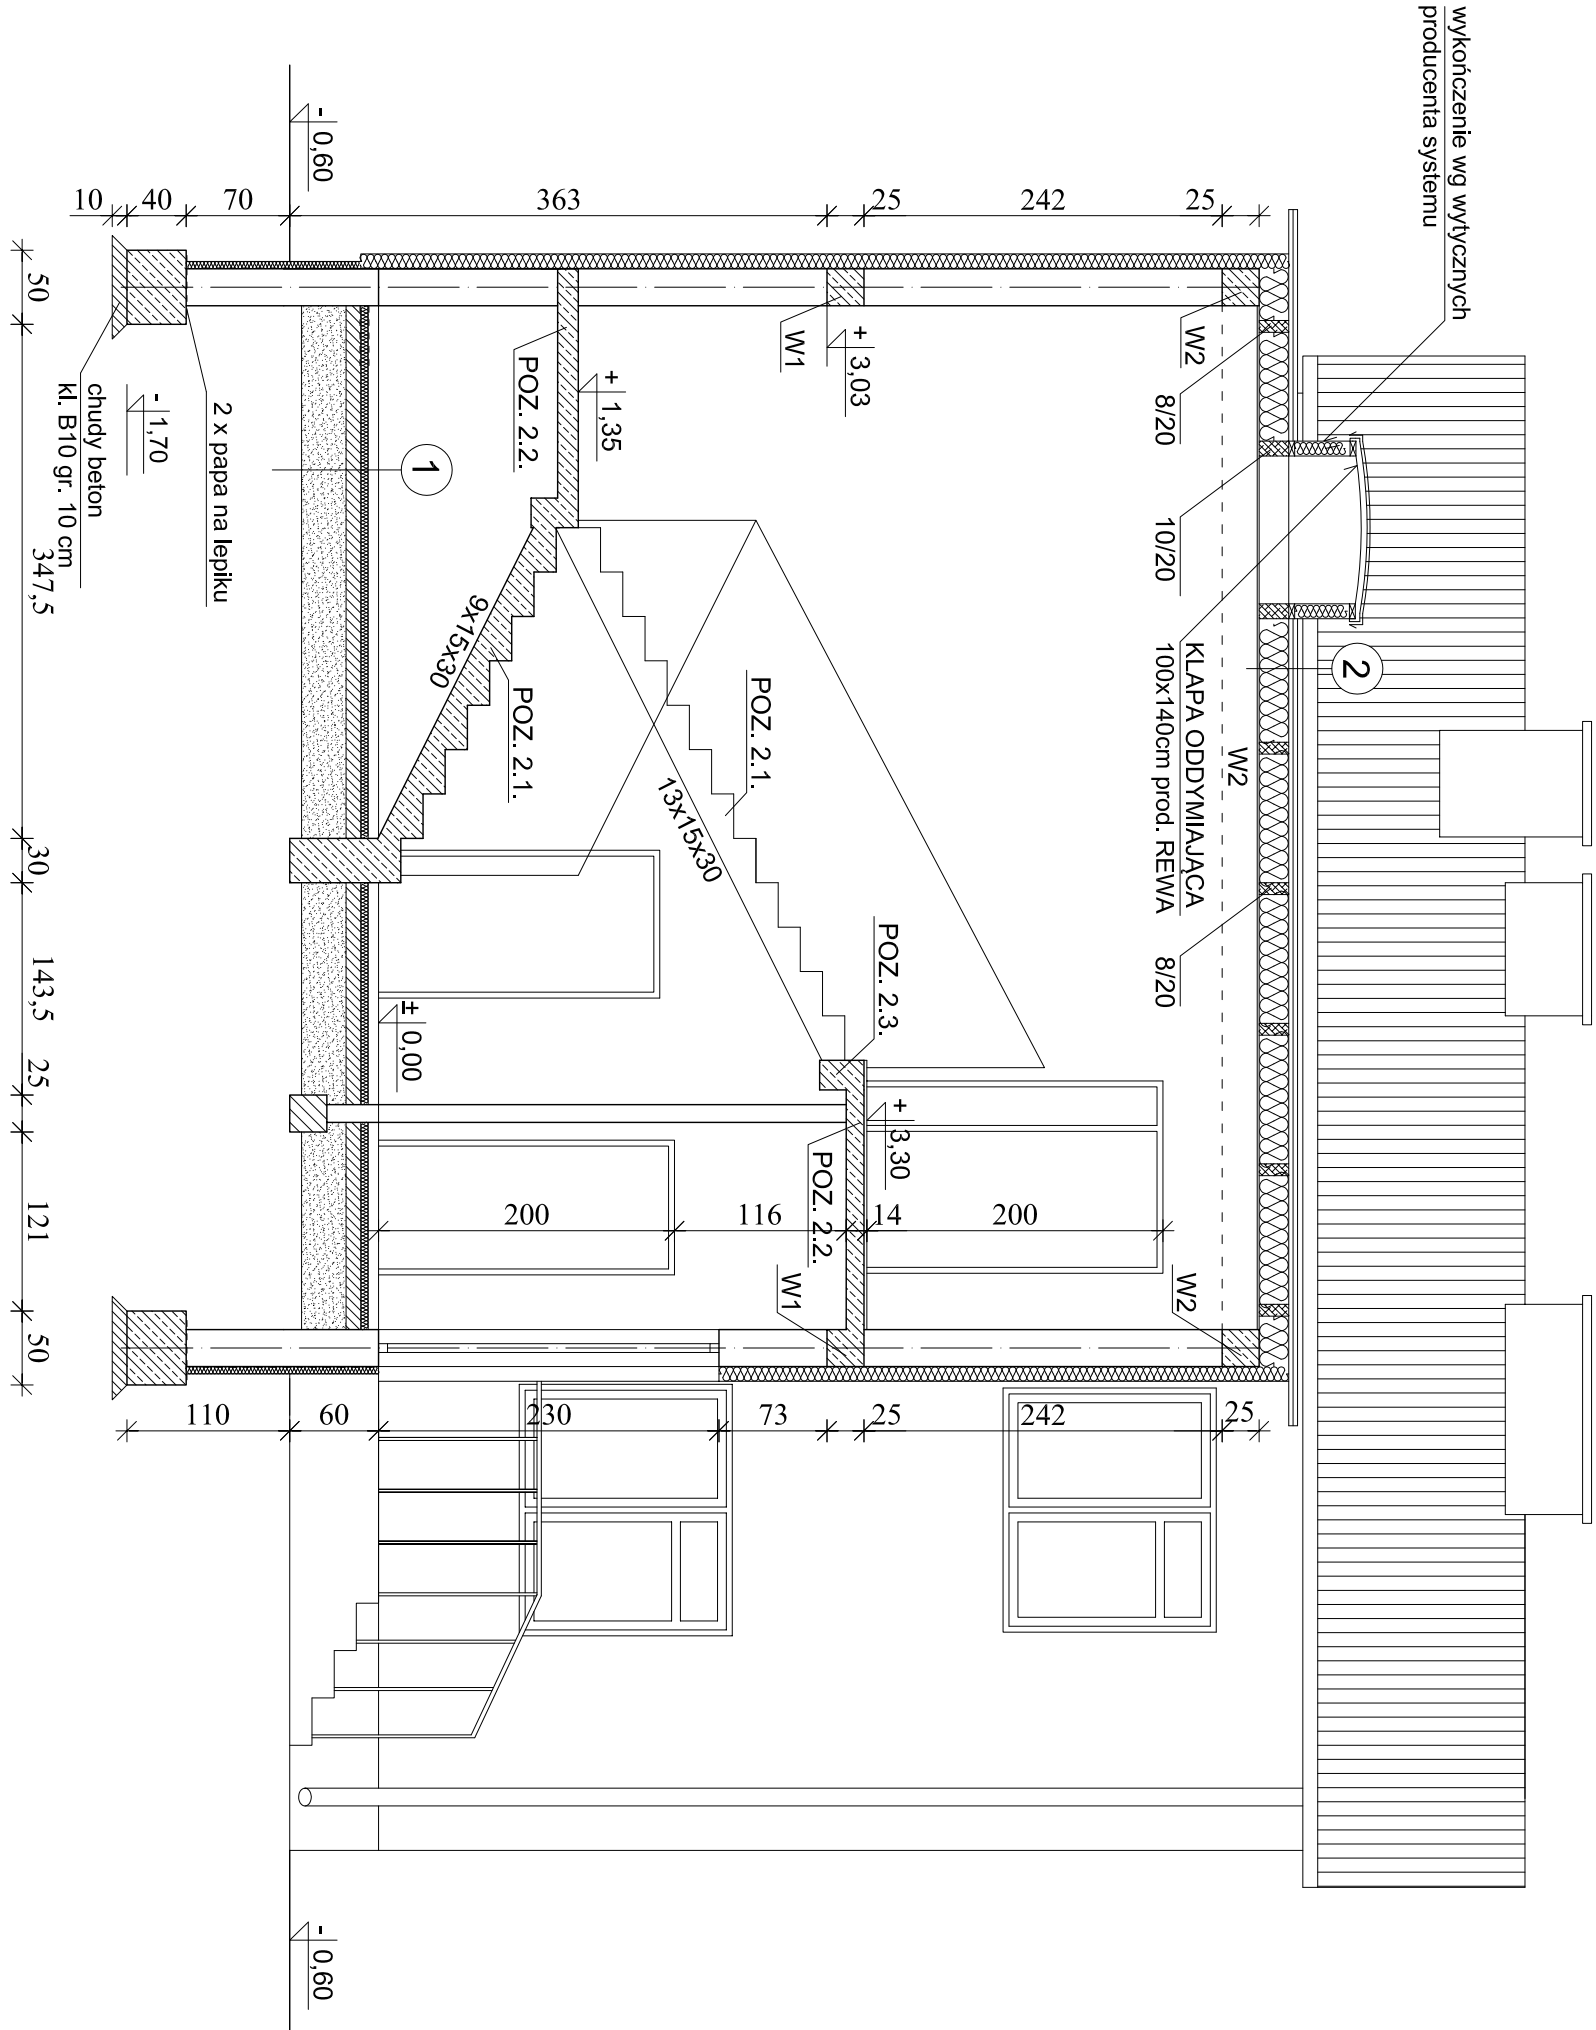 wykończenie wg wytycznych
producenta systemu
- 0,60
10
40
70
363
25
242
25
W2
8/20
10/20
KLAPA ODDYMIAJĄCA
100x140cm prod. REWA
8/20
2
W2
W1
+ 3,03
+ 1,35
POZ. 2.2.
1
9x15x30
POZ. 2.1.
POZ. 2.1.
13x15x30
POZ. 2.3.
+ 3,30
POZ. 2.2.
± 0,00
200
116
14
200
W1
W2
2 x papa na lepiku
- 1,70
chudy beton
kl. B10 gr. 10 cm
50
347,5
30
143,5
25
121
50
110
60
230
73
25
242
25
- 0,60